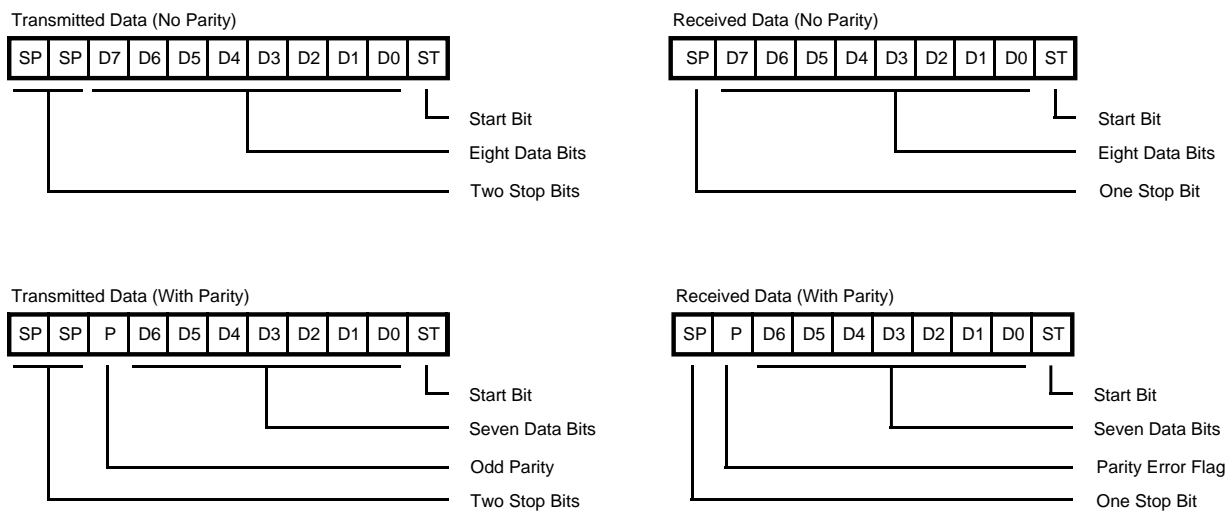 Transmitted Data (No Parity)
SP SP D7 D6 D5 D4 D3 D2 D1 D0 ST
Start Bit
Eight Data Bits
Two Stop Bits
Received Data (No Parity)
SP D7 D6 D5 D4 D3 D2 D1 D0 ST
Start Bit
Eight Data Bits
One Stop Bit
Transmitted Data (With Parity)
SP SP P D6 D5 D4 D3 D2 D1 D0 ST
Start Bit
Seven Data Bits
Odd Parity
Two Stop Bits
Received Data (With Parity)
SP P D6 D5 D4 D3 D2 D1 D0 ST
Start Bit
Seven Data Bits
Parity Error Flag
One Stop Bit